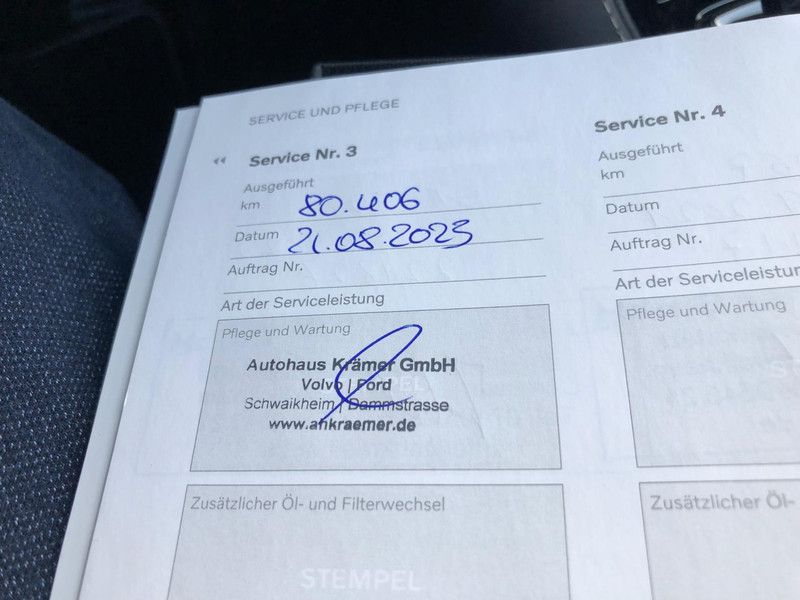 SERVICE UND PFLEGE
Service Nr. 3
Ausgeführt
km 80.406
Datum 21.08.2023
Auftrag Nr.
Art der Serviceleistung
Pflege und Wartung
Autohaus Krämer GmbH
Volvo | Ford
Schwaikheim | Dammstrasse
www.ahkraemer.de
Zusätzlicher Öl- und Filterwechsel
STEMPEL
Service Nr. 4
Ausgeführt
km
Datum
Auftrag Nr.
Art der Serviceleistun
Pflege und Wartung
Zusätzlicher Öl-